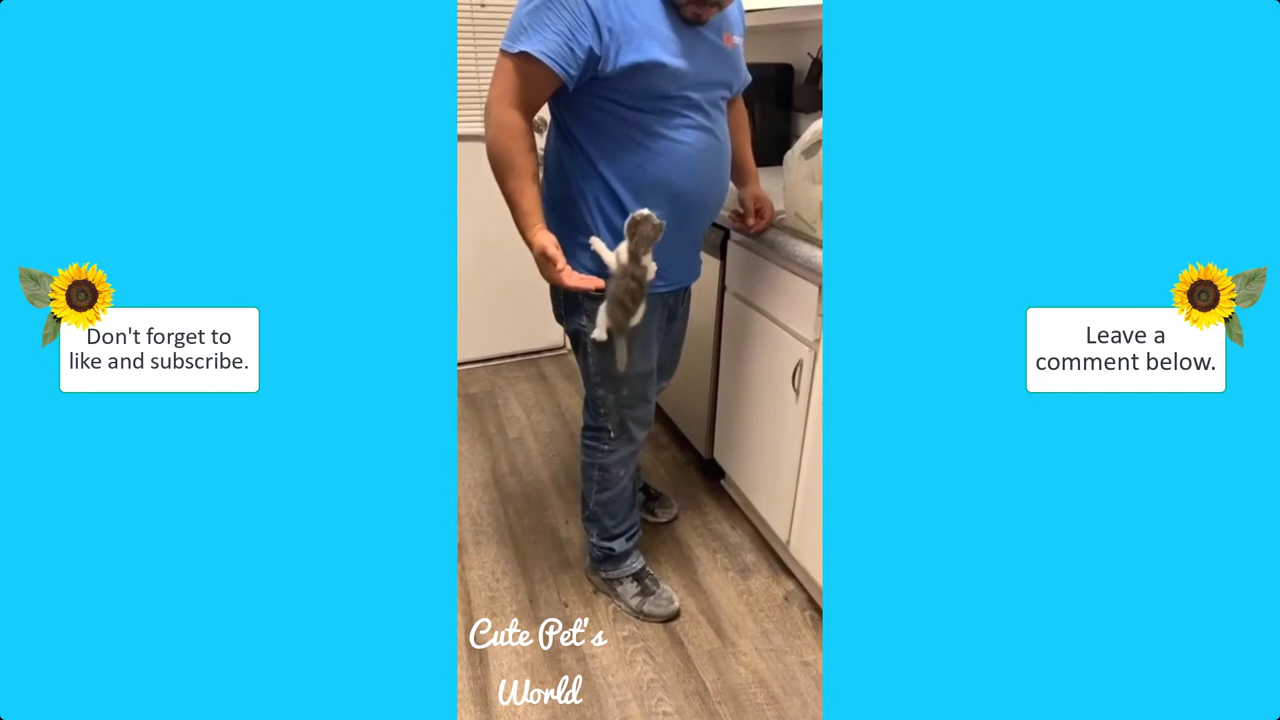 Don't forget to
like and subscribe.
Leave a
comment below.
Cute Pet's
World